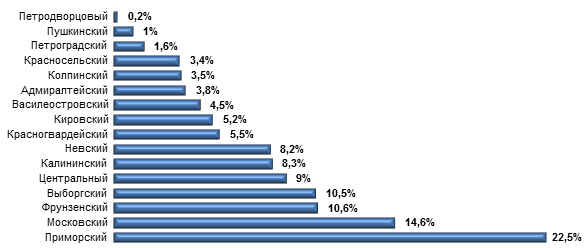 Петродворцовый 0,2%
Пушкинский 1%
Петроградский 1,6%
Красносельский 3,4%
Колпинский 3,5%
Адмиралтейский 3,8%
Василеостровский 4,5%
Кировский 5,2%
Красногвардейский 5,5%
Невский 8,2%
Калининский 8,3%
Центральный 9%
Выборгский 10,5%
Фрунзенский 10,6%
Московский 14,6%
Приморский 22,5%